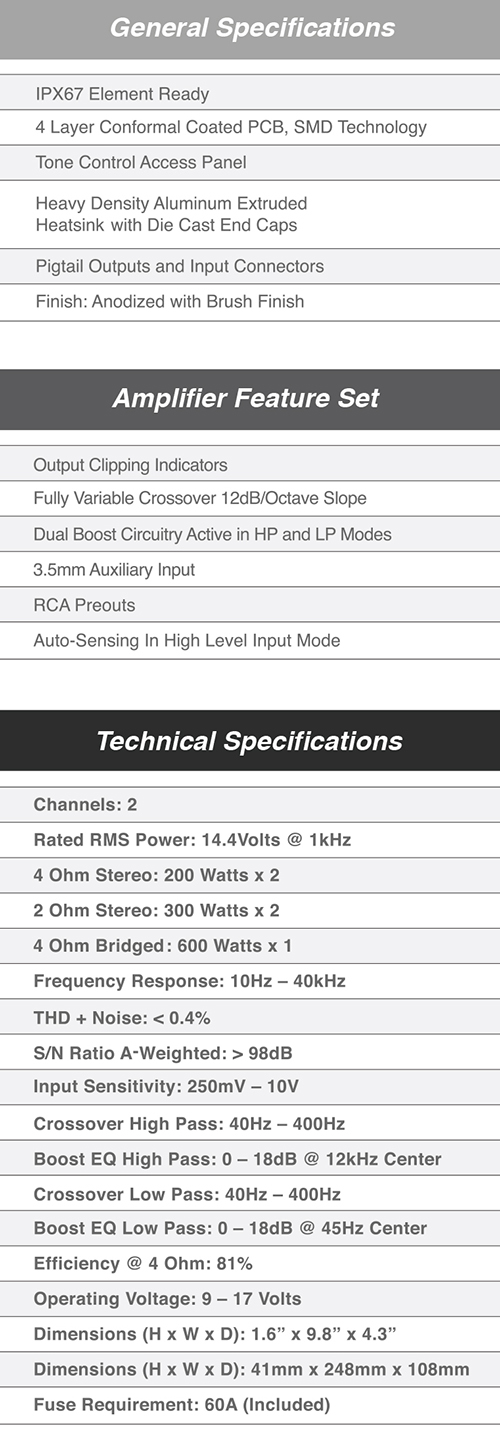 General Specifications
IPX67 Element Ready
4 Layer Conformal Coated PCB, SMD Technology
Tone Control Access Panel
Heavy Density Aluminum Extruded
Heatsink with Die Cast End Caps
Pigtail Outputs and Input Connectors
Finish: Anodized with Brush Finish
Amplifier Feature Set
Output Clipping Indicators
Fully Variable Crossover 12dB/Octave Slope
Dual Boost Circuitry Active in HP and LP Modes
3.5mm Auxiliary Input
RCA Preouts
Auto-Sensing In High Level Input Mode
Technical Specifications
Channels: 2
Rated RMS Power: 14.4Volts @ 1kHz
4 Ohm Stereo: 200 Watts x 2
2 Ohm Stereo: 300 Watts x 2
4 Ohm Bridged: 600 Watts x 1
Frequency Response: 10Hz – 40kHz
THD + Noise: < 0.4%
S/N Ratio A-Weighted: > 98dB
Input Sensitivity: 250mV – 10V
Crossover High Pass: 40Hz – 400Hz
Boost EQ High Pass: 0 – 18dB @ 12kHz Center
Crossover Low Pass: 40Hz – 400Hz
Boost EQ Low Pass: 0 – 18dB @ 45Hz Center
Efficiency @ 4 Ohm: 81%
Operating Voltage: 9 – 17 Volts
Dimensions (H x W x D): 1.6” x 9.8” x 4.3”
Dimensions (H x W x D): 41mm x 248mm x 108mm
Fuse Requirement: 60A (Included)